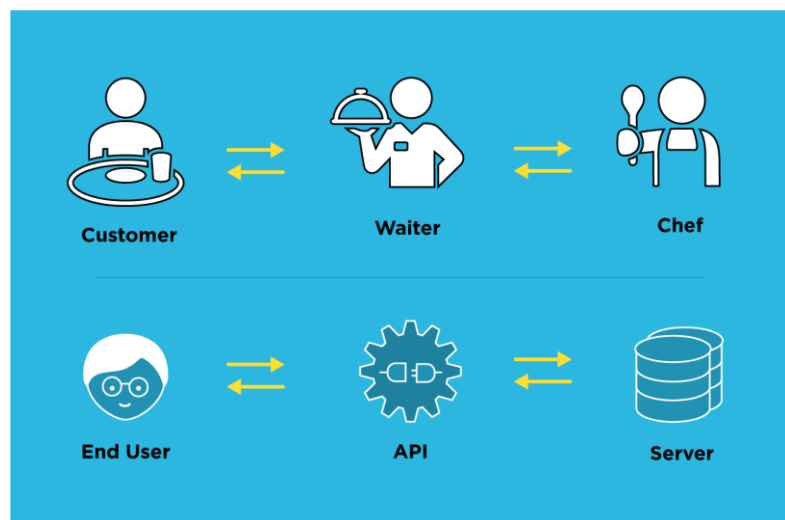 Customer
Waiter
Chef
End User
API
Server